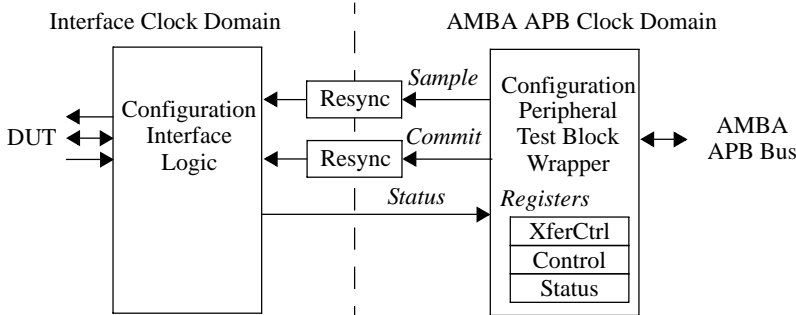 Interface Clock Domain
AMBA APB Clock Domain
DUT
Configuration
Interface
Logic
Resync
Sample
Resync
Commit
Status
Configuration
Peripheral
Test Block
Wrapper
Registers
XferCtrl
Control
Status
AMBA
APB Bus